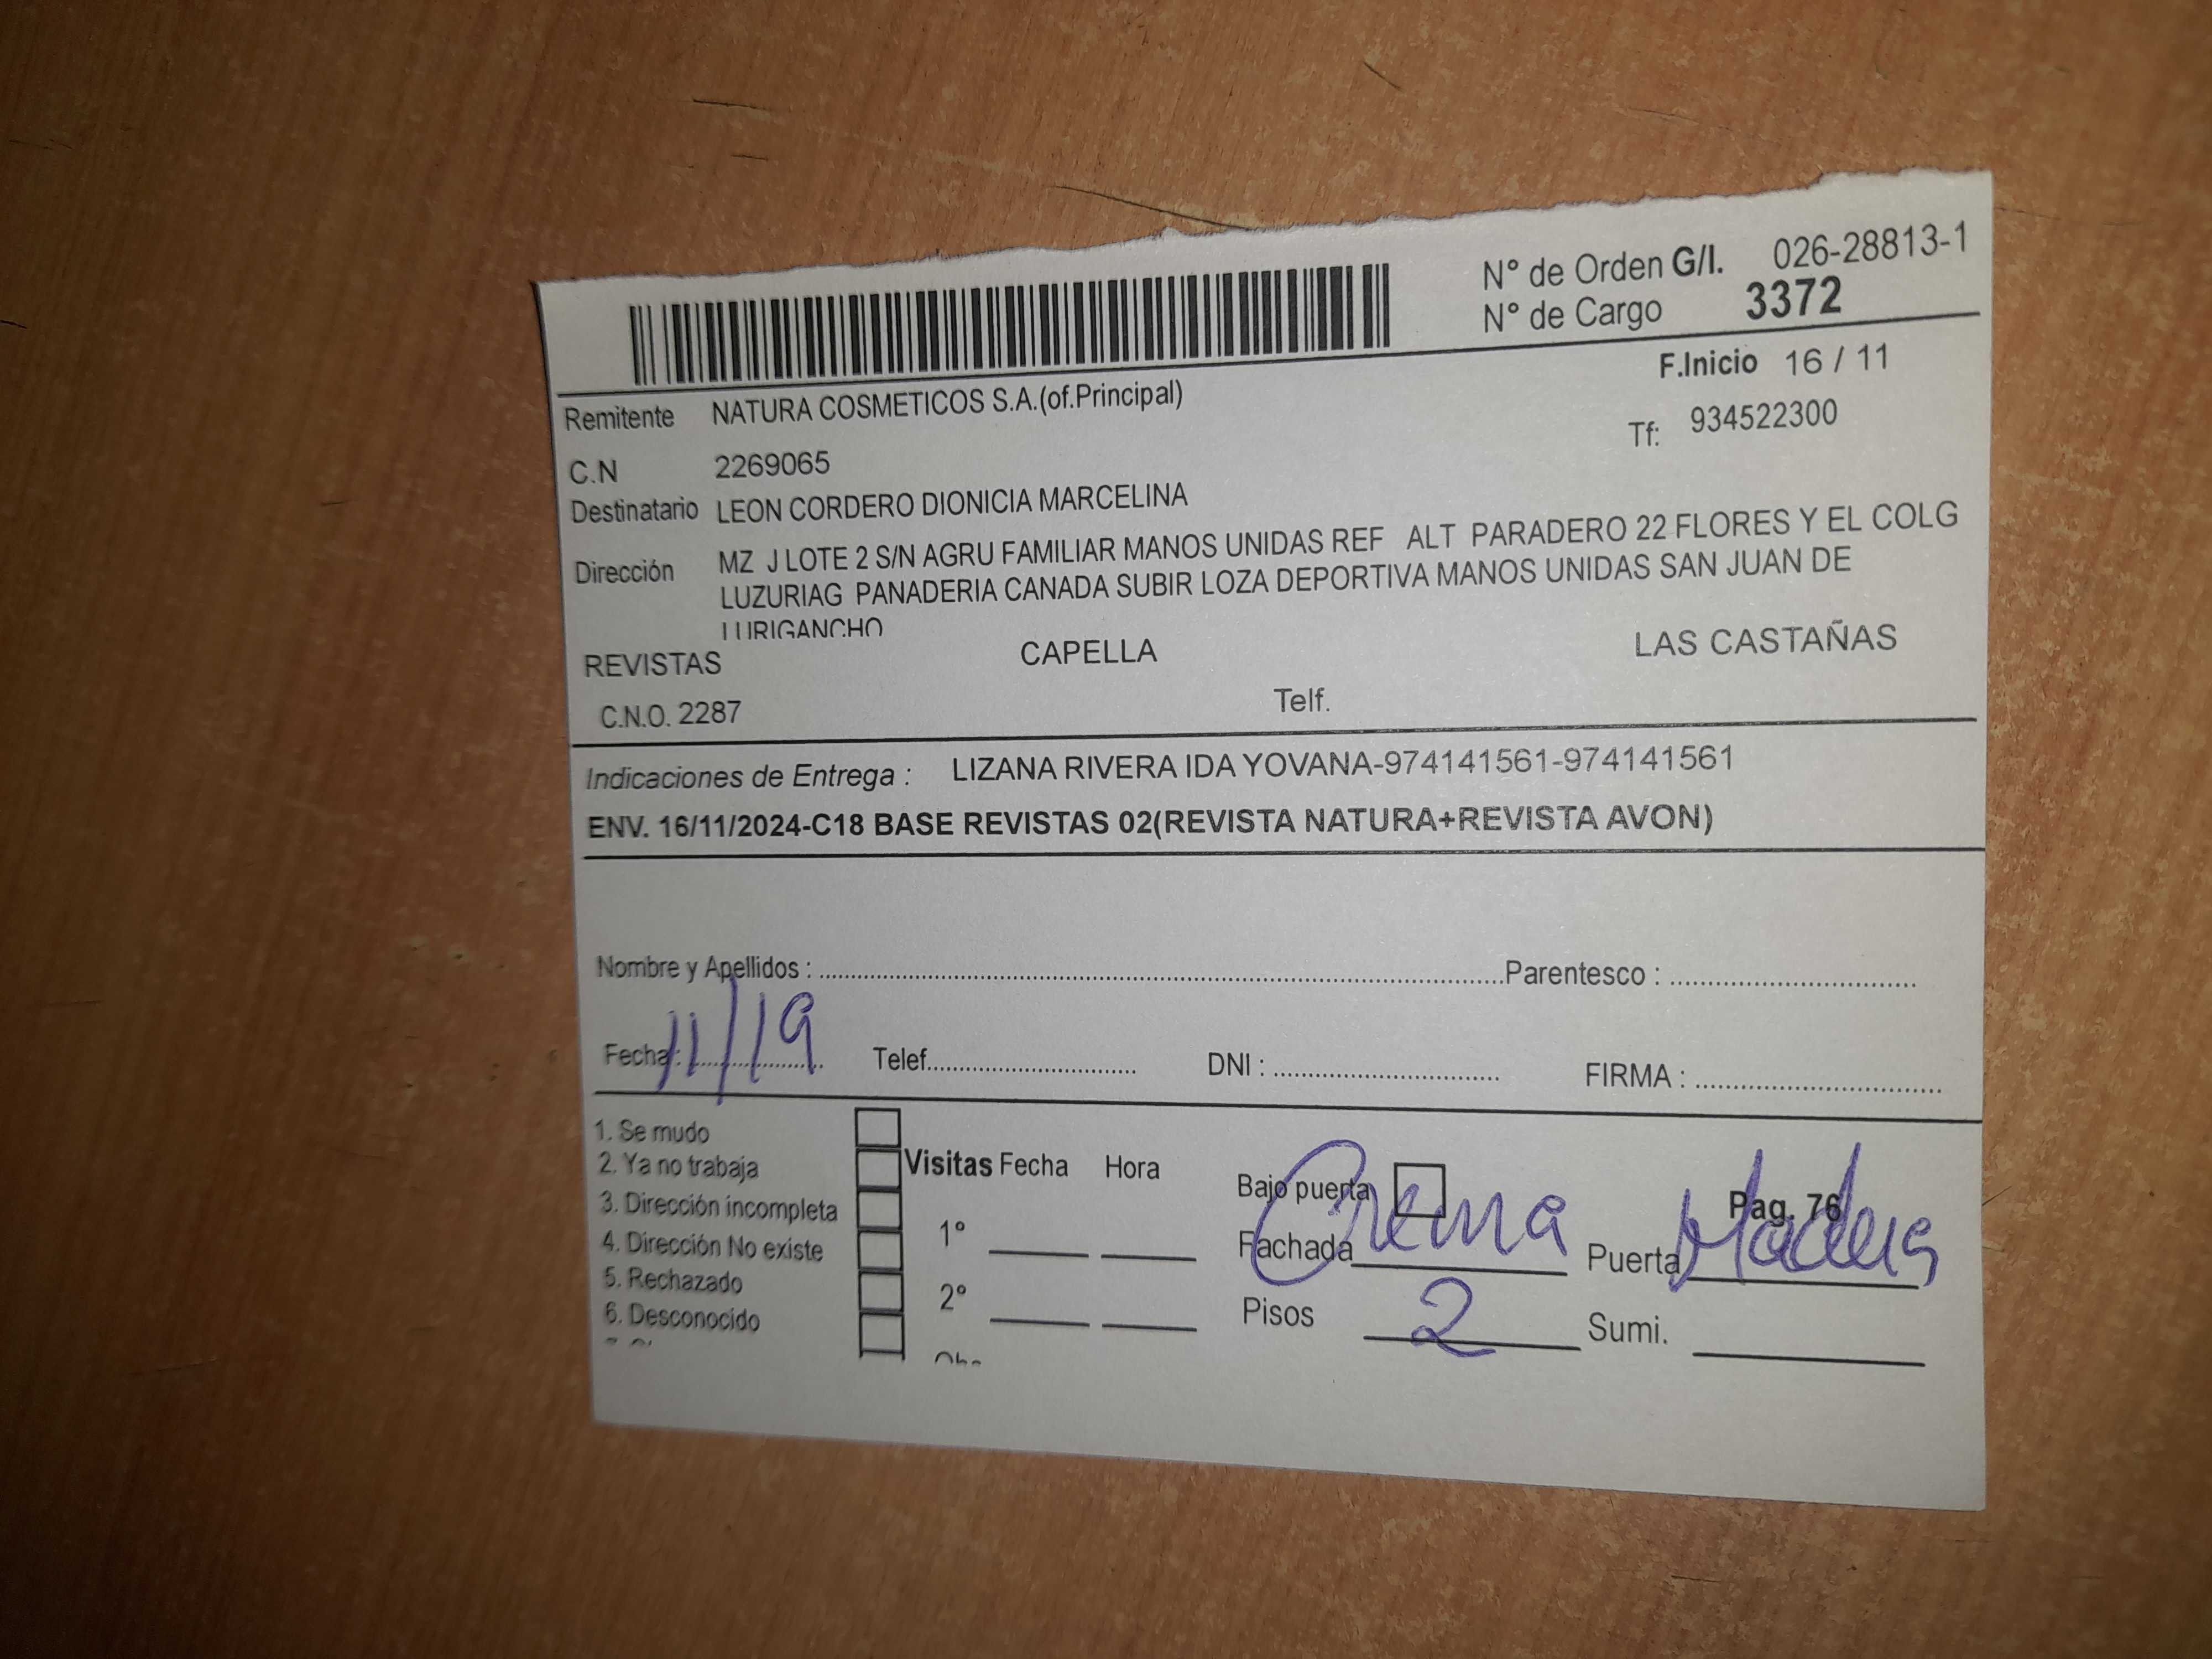 N° de Orden G/I. 026-28813-1
N° de Cargo 3372
F.Inicio 16 / 11
Remitente NATURA COSMETICOS S.A.(of.Principal)
Tf: 934522300
C.N 2269065
Destinatario LEON CORDERO DIONICIA MARCELINA
Dirección MZ J LOTE 2 S/N AGRU FAMILIAR MANOS UNIDAS REF ALT PARADERO 22 FLORES Y EL COLG
LUZURIAG PANADERIA CANADA SUBIR LOZA DEPORTIVA MANOS UNIDAS SAN JUAN DE
LURIGANCHO
REVISTAS CAPELLA LAS CASTAÑAS
C.N.O. 2287 Telf.
Indicaciones de Entrega : LIZANA RIVERA IDA YOVANA-974141561-974141561
ENV. 16/11/2024-C18 BASE REVISTAS 02(REVISTA NATURA+REVISTA AVON)
Nombre y Apellidos : Parentesco :
Fecha : 11/19 Telef. DNI : FIRMA :
1. Se mudo
2. Ya no trabaja
3. Dirección incompleta
4. Dirección No existe
5. Rechazado
6. Desconocido
Visitas Fecha Hora
1°
2°
Bajo puerta
Pag. 76
Fachada Crema Puerta Madera
Pisos 2 Sumi.